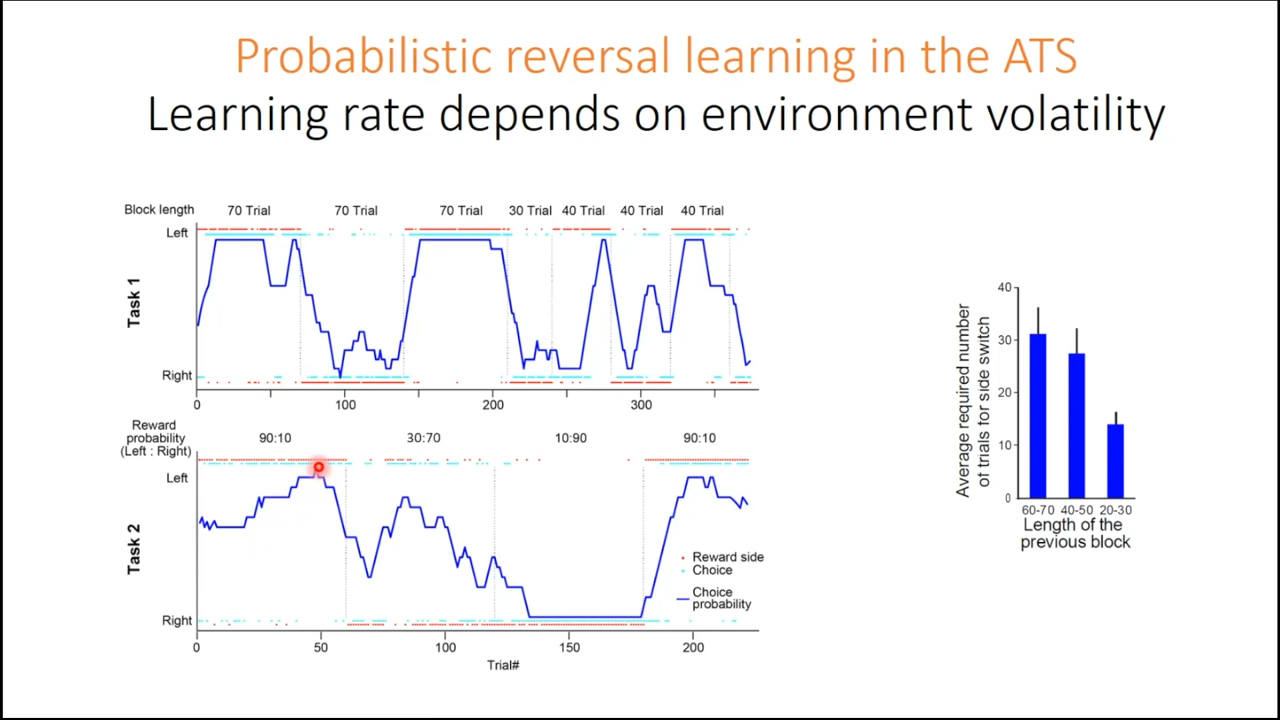 Probabilistic reversal learning in the ATS
Learning rate depends on environment volatility
Block length 70 Trial 70 Trial 70 Trial 30 Trial 40 Trial 40 Trial 40 Trial
Left
Task 1
Right
0 100 200 300
Reward
probability
(Left : Right)
90:10 30:70 10:90 90:10
Left
Task 2
Reward side
Choice
Choice
probability
Right
0 50 100 150 200
Trial#
Average required number
of trials for side switch
40
30
20
10
0
60-70 40-50 20-30
Length of the
previous block